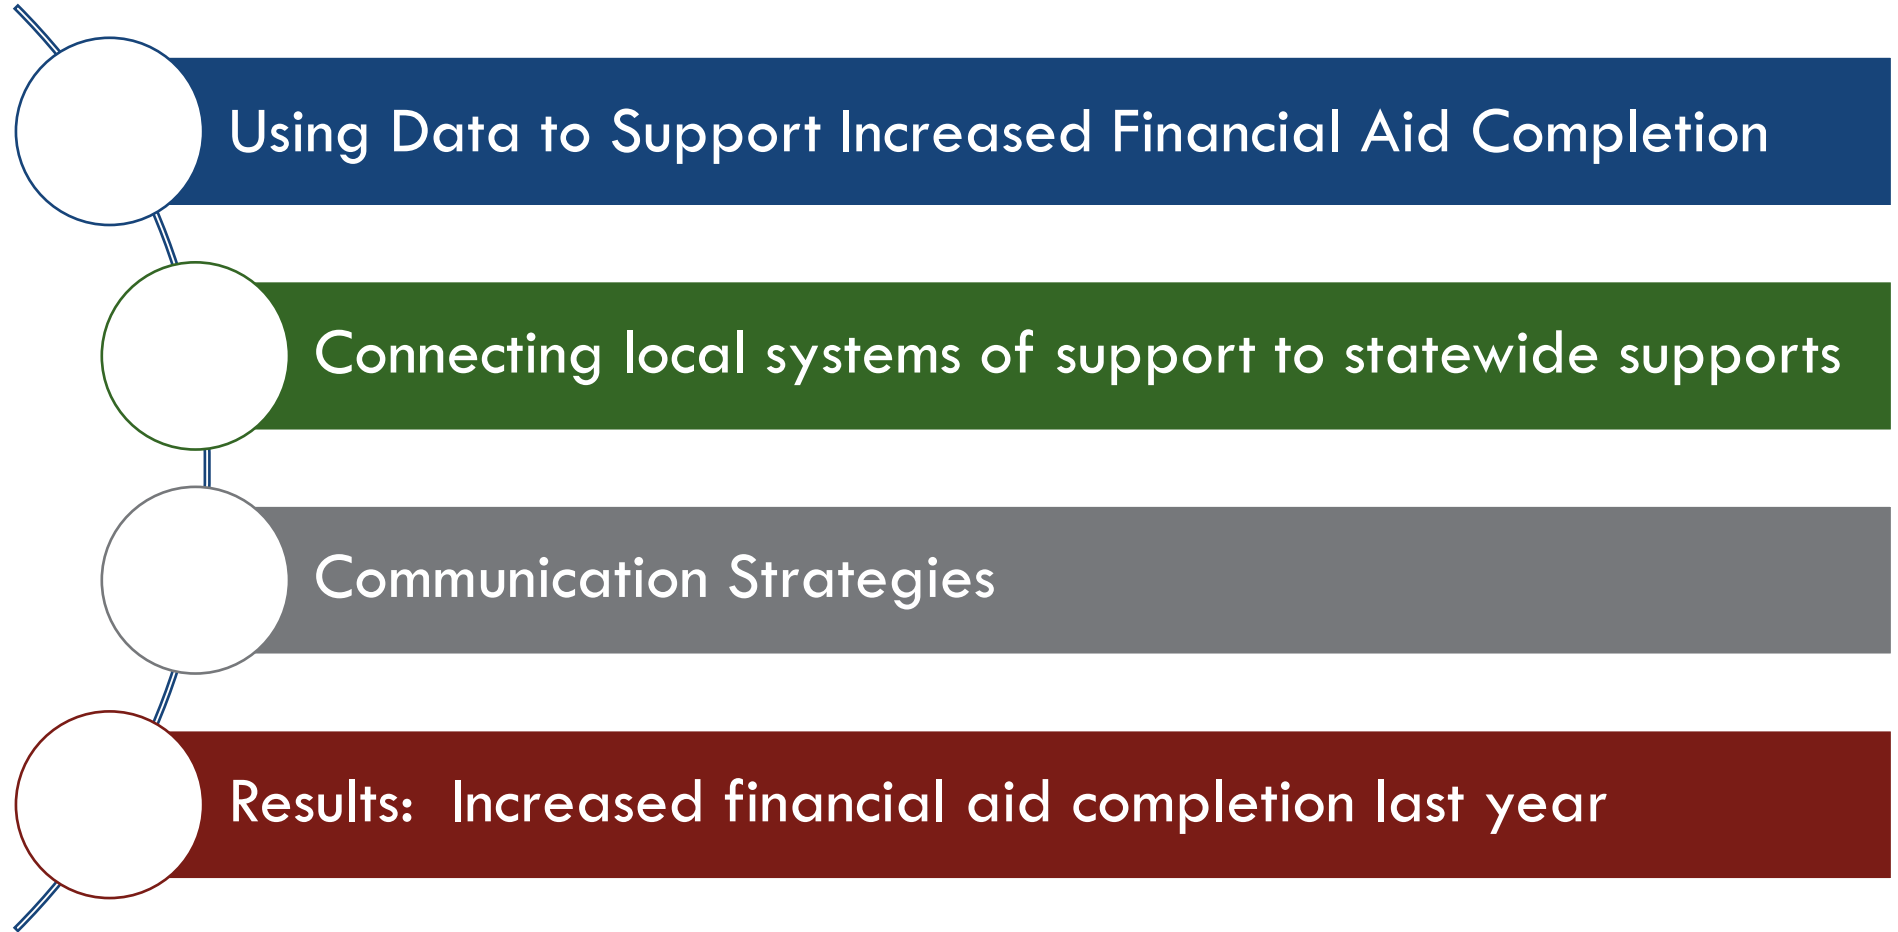 Using Data to Support Increased Financial Aid Completion
Connecting local systems of support to statewide supports
Communication Strategies
Results:  Increased financial aid completion last year